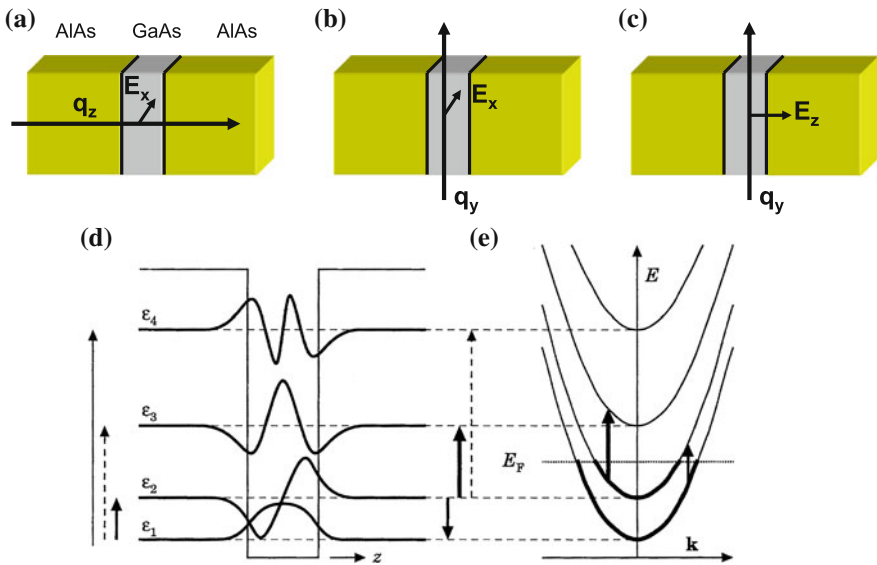 (a)
AlAs GaAs AlAs
q_z
E_x
(b)
E_x
q_y
(c)
E_z
q_y
(d)
ε_4
ε_3
ε_2
ε_1
z
(e)
E
E_F
k